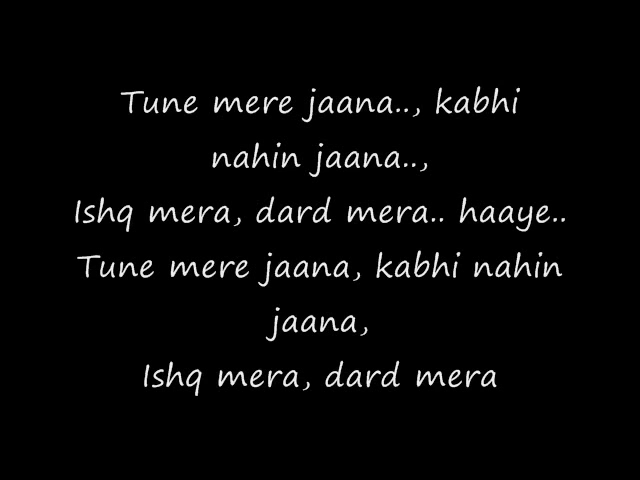 Tune mere jaana.., kabhi
nahin jaana..,
Ishq mera, dard mera.. haaye..
Tune mere jaana, kabhi nahin
jaana,
Ishq mera, dard mera